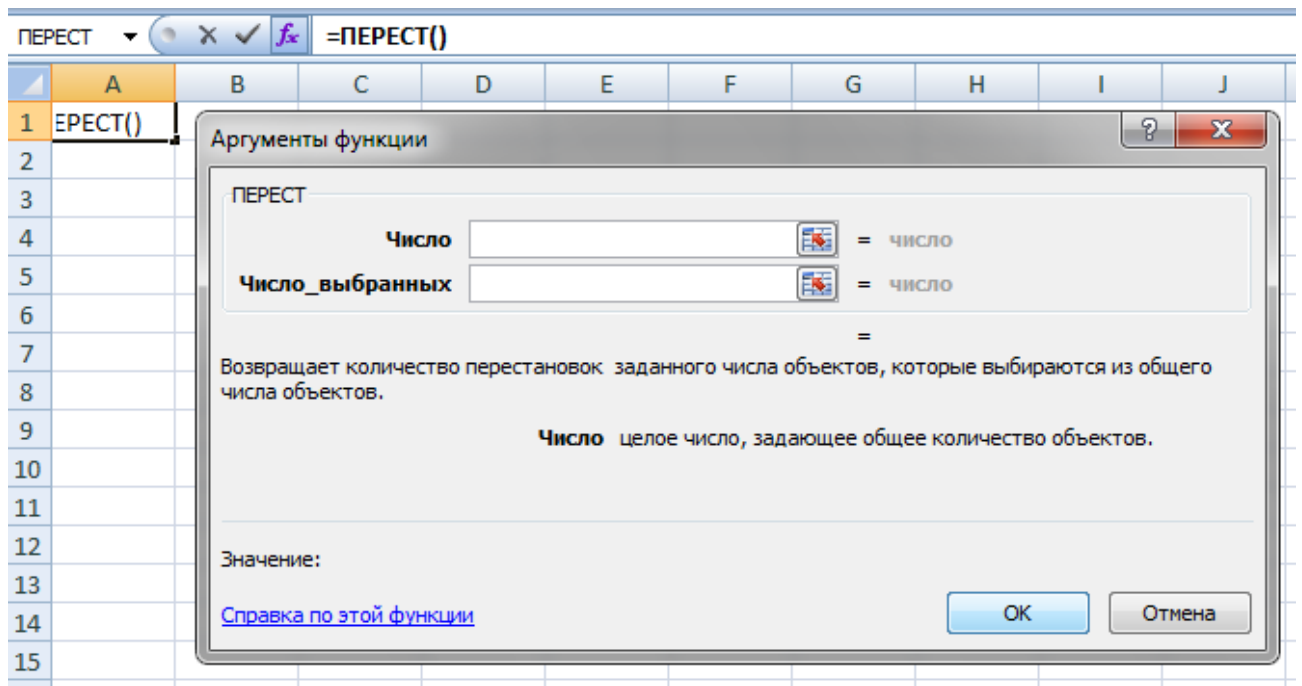 ПЕРЕСТ =ПЕРЕСТ()
A B C D E F G H I J
1 ЕРЕСТ()
Аргументы функции
2
3 ПЕРЕСТ
4 Число = число
5 Число_выбранных = число
6
7 =
Возвращает количество перестановок заданного числа объектов, которые выбираются из общего
8 числа объектов.
9 Число целое число, задающее общее количество объектов.
10
11
12 Значение:
13
14 Справка по этой функции ОК Отмена
15